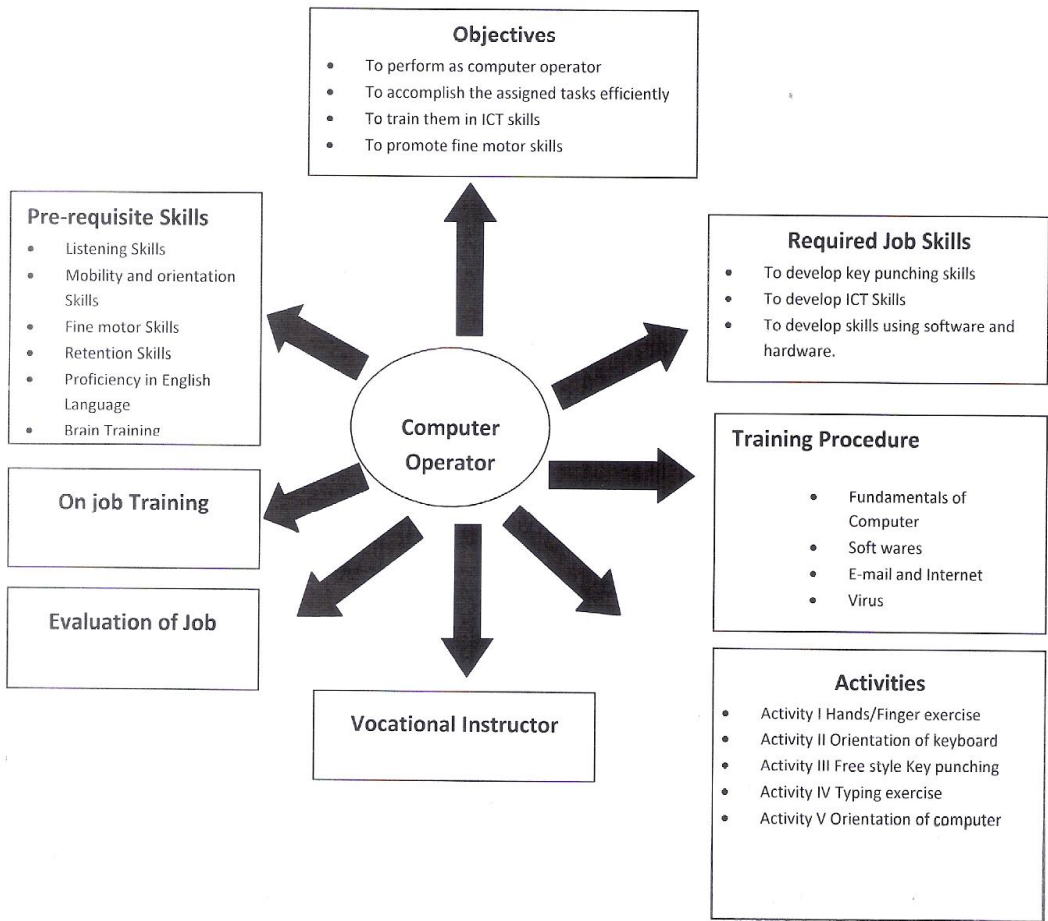 Objectives
• To perform as computer operator
• To accomplish the assigned tasks efficiently
• To train them in ICT skills
• To promote fine motor skills
Pre-requisite Skills
• Listening Skills
• Mobility and orientation
Skills
• Fine motor Skills
• Retention Skills
• Proficiency in English
Language
• Brain Training
Required Job Skills
• To develop key punching skills
• To develop ICT Skills
• To develop skills using software and
hardware.
Computer
Operator
Training Procedure
• Fundamentals of
Computer
• Soft wares
• E-mail and Internet
• Virus
On job Training
Evaluation of Job
Vocational Instructor
Activities
• Activity I Hands/Finger exercise
• Activity II Orientation of keyboard
• Activity III Free style Key punching
• Activity IV Typing exercise
• Activity V Orientation of computer